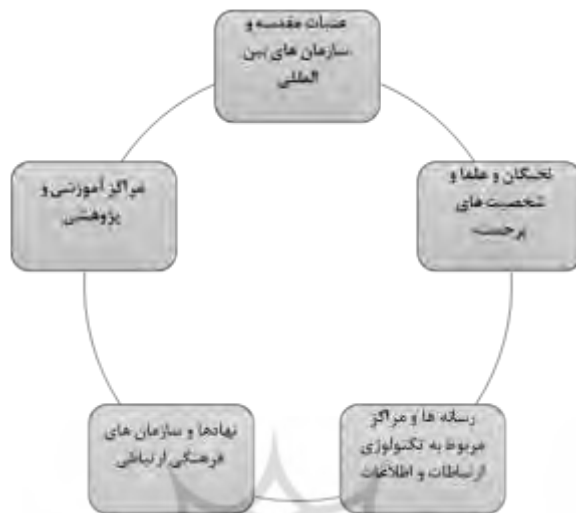 عتبات مقدسه و
سازمان های بین
المللی
نخبگان و علما و
شخصیت های
برجسته
مراکز آموزشی و
پژوهشی
رسانه ها و مراکز
مربوط به تکنولوژی
ارتباطات و اطلاعات
نهادها و سازمان های
فرهنگی ارتباطی